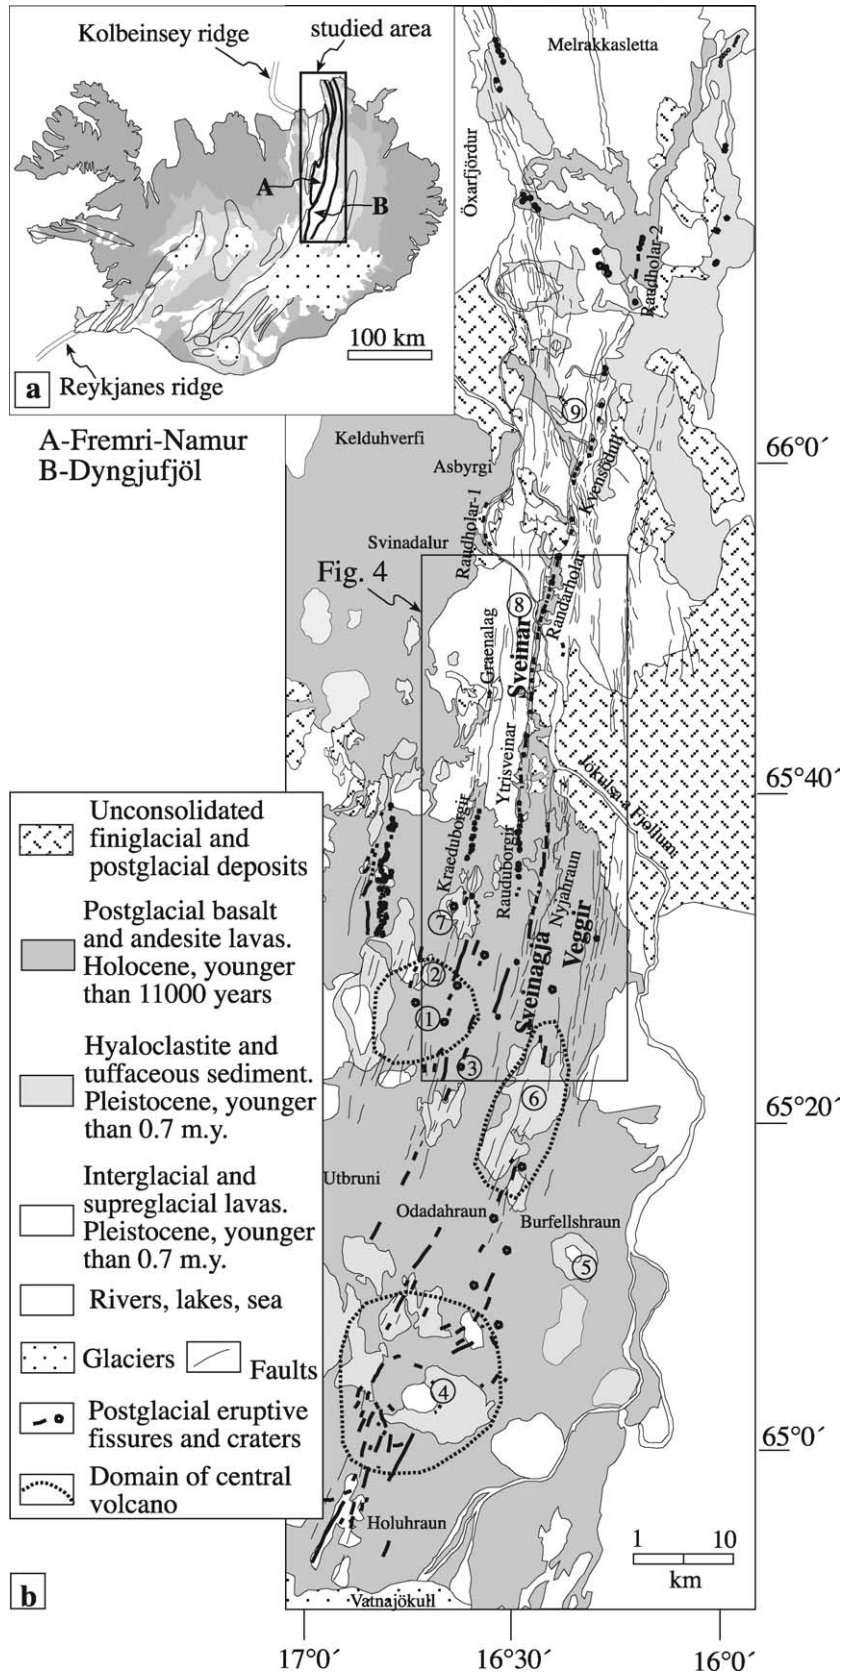 Kolbeinsey ridge
studied area
A
B
100 km
a
Reykjanes ridge
A-Fremri-Namur
B-Dyngjufjöl
Melrakkasletta
Öxarfjördur
Raudholar-2
Kelduhverfi
9
66°0´
Asbyrgi
Kvensödull
Raudholar-1
Svinadalur
Fig. 4
8
Randarholar
Graenalag
Sveinar
Ytrisveinar
Jökulsa a Fjollum
65°40´
Kraeduborgir
Rauduborgir
Nyjahraun
7
Veggir
Sveinagja
2
1
3
6
65°20´
Utbruni
Odadahraun
Burfellshraun
5
4
65°0´
Holuhraun
1 10
km
Vatnajökull
17°0´
16°30´
16°0´
Unconsolidated
finiglacial and
postglacial deposits
Postglacial basalt
and andesite lavas.
Holocene, younger
than 11000 years
Hyaloclastite and
tuffaceous sediment.
Pleistocene, younger
than 0.7 m.y.
Interglacial and
supreglacial lavas.
Pleistocene, younger
than 0.7 m.y.
Rivers, lakes, sea
Glaciers
Faults
Postglacial eruptive
fissures and craters
Domain of central
volcano
b